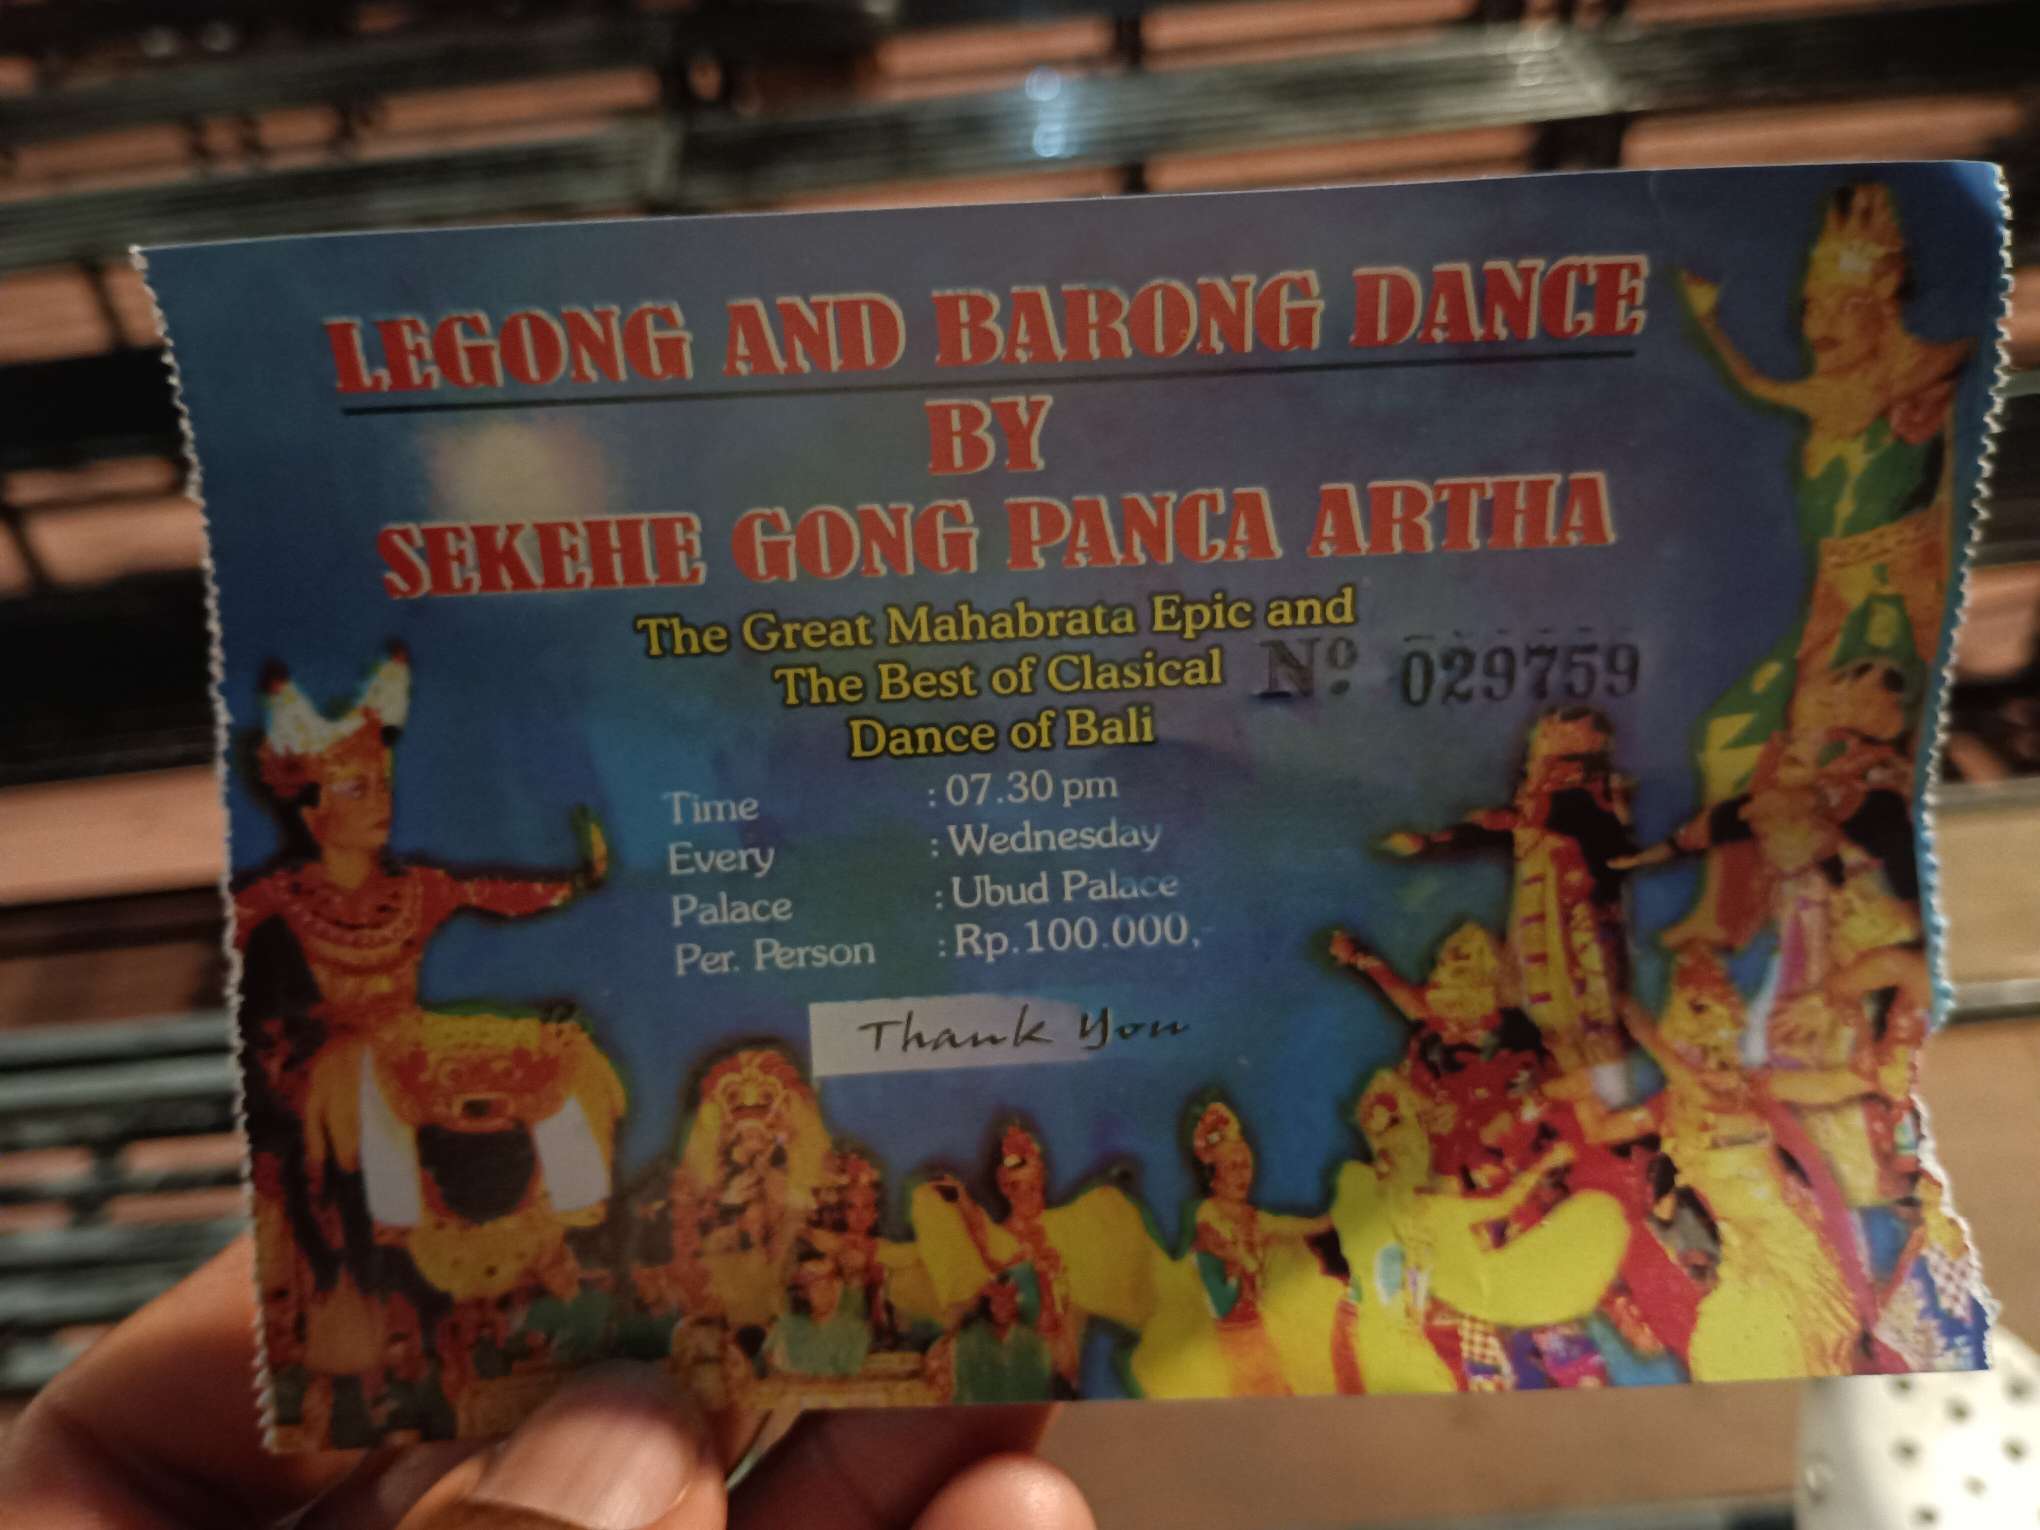 LEGONG AND BARONG DANCE
BY
SEKEHE GONG PANCA ARTHA
The Great Mahabrata Epic and
The Best of Clasical
Dance of Bali
Nº 029759
Time : 07.30 pm
Every : Wednesday
Palace : Ubud Palace
Per. Person : Rp.100.000,-
Thank You